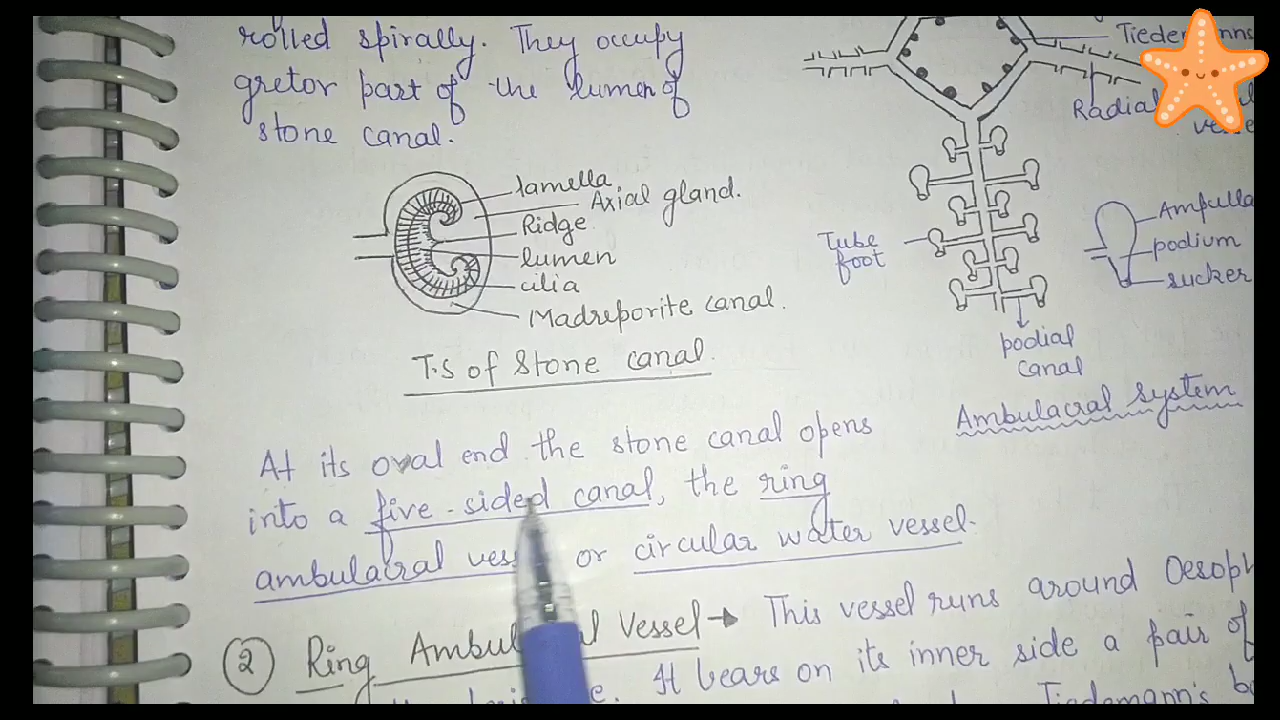 rolled spirally. They occupy
gretor part of the lumen of
stone canal.
lamella
Axial gland.
Ridge
lumen
cilia
Madreporite canal.
T.S of Stone canal.
Radial
Tube
foot
Ampulla
podium
sucker
podial
canal
Ambulacral System
At its oval end the stone canal opens
into a five-sided canal, the ring
ambulacral or circular water vessel.
② Ring Vessel → This vessel runs around
It bears on its inner side a pair of
Tiedemann's